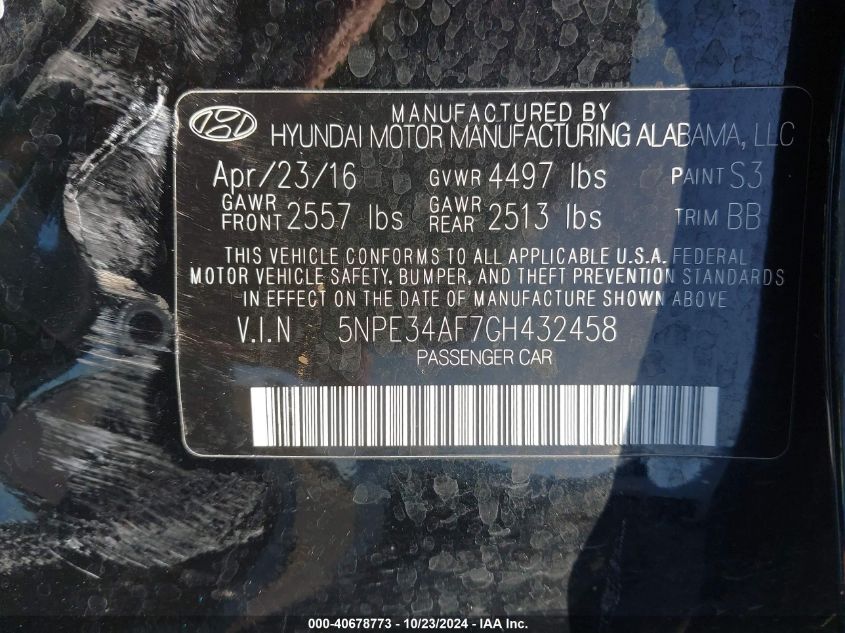 MANUFACTURED BY
HYUNDAI MOTOR MANUFACTURING ALABAMA, LLC
Apr/23/16 GVWR 4497 lbs PAINT S3
GAWR FRONT 2557 lbs GAWR REAR 2513 lbs TRIM BB
THIS VEHICLE CONFORMS TO ALL APPLICABLE U.S.A. FEDERAL
MOTOR VEHICLE SAFETY, BUMPER, AND THEFT PREVENTION STANDARDS
IN EFFECT ON THE DATE OF MANUFACTURE SHOWN ABOVE
V.I.N 5NPE34AF7GH432458
PASSENGER CAR
000-40678773 - 10/23/2024 - IAA Inc.